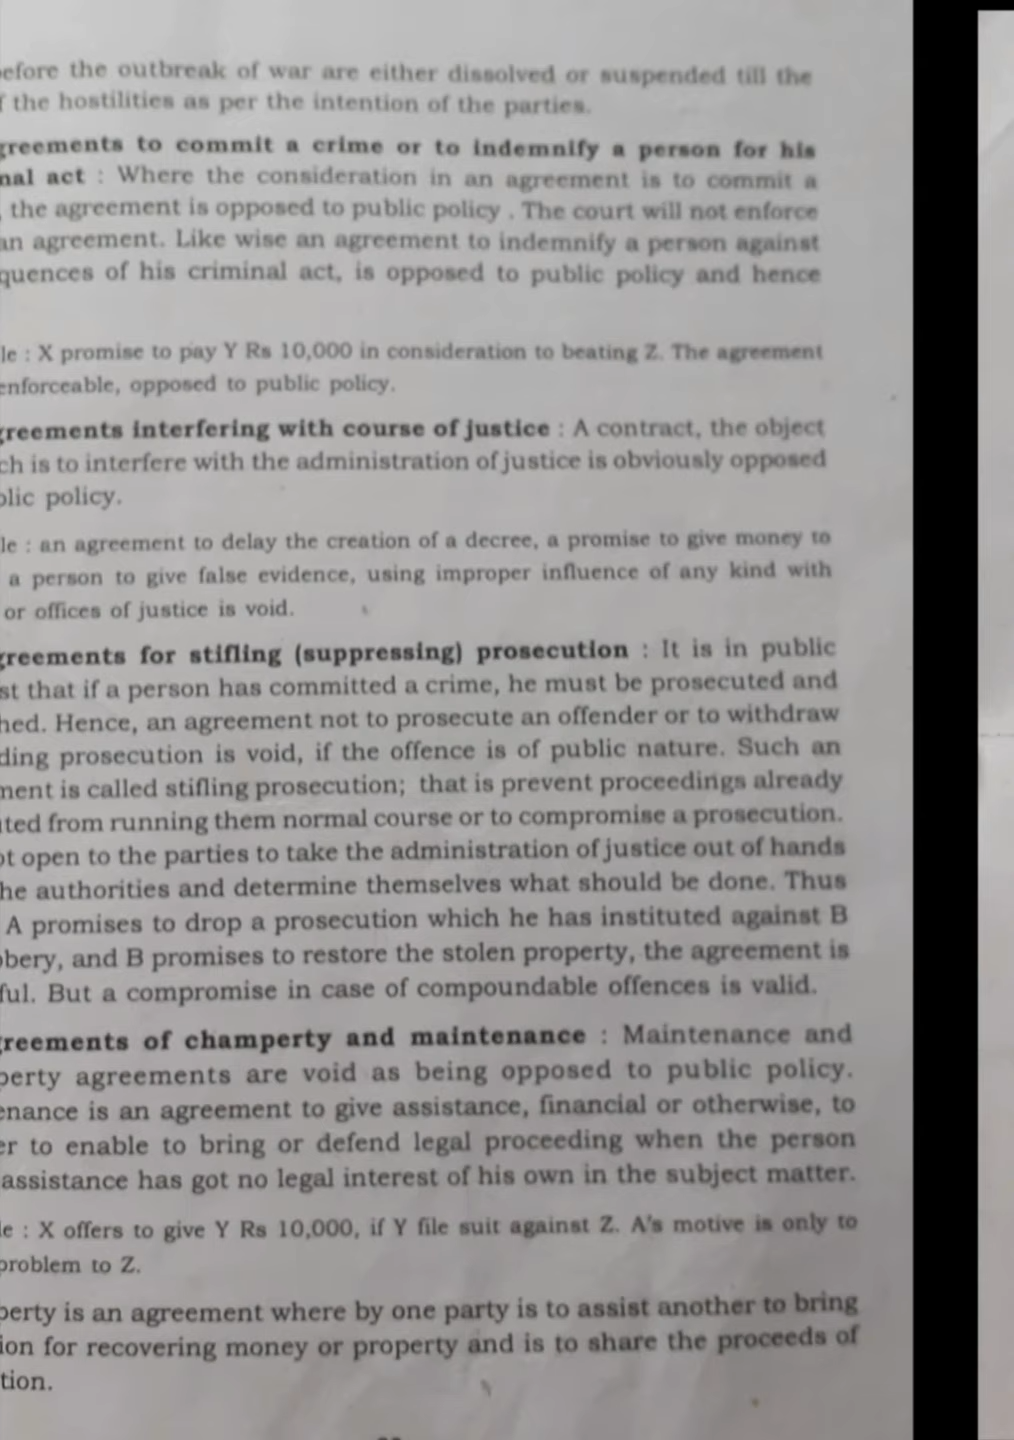 efore the outbreak of war are either dissolved or suspended till the
f the hostilities as per the intention of the parties.
greements to commit a crime or to indemnify a person for his
nal act : Where the consideration in an agreement is to commit a
, the agreement is opposed to public policy . The court will not enforce
an agreement. Like wise an agreement to indemnify a person against
quences of his criminal act, is opposed to public policy and hence
le : X promise to pay Y Rs 10,000 in consideration to beating Z. The agreement
enforceable, opposed to public policy.
greements interfering with course of justice : A contract, the object
ch is to interfere with the administration of justice is obviously opposed
blic policy.
le : an agreement to delay the creation of a decree, a promise to give money to
a person to give false evidence, using improper influence of any kind with
or offices of justice is void.
greements for stifling (suppressing) prosecution : It is in public
st that if a person has committed a crime, he must be prosecuted and
hed. Hence, an agreement not to prosecute an offender or to withdraw
ding prosecution is void, if the offence is of public nature. Such an
ment is called stifling prosecution; that is prevent proceedings already
ted from running them normal course or to compromise a prosecution.
ot open to the parties to take the administration of justice out of hands
he authorities and determine themselves what should be done. Thus
A promises to drop a prosecution which he has instituted against B
bbery, and B promises to restore the stolen property, the agreement is
ful. But a compromise in case of compoundable offences is valid.
greements of champerty and maintenance : Maintenance and
perty agreements are void as being opposed to public policy.
enance is an agreement to give assistance, financial or otherwise, to
er to enable to bring or defend legal proceeding when the person
assistance has got no legal interest of his own in the subject matter.
le : X offers to give Y Rs 10,000, if Y file suit against Z. A's motive is only to
problem to Z.
perty is an agreement where by one party is to assist another to bring
ion for recovering money or property and is to share the proceeds of
tion.